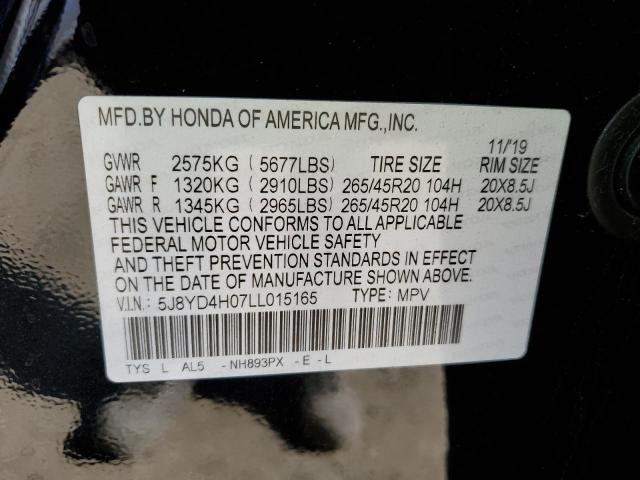 MFD.BY HONDA OF AMERICA MFG.,INC.
11/'19
GVWR 2575KG ( 5677LBS) TIRE SIZE RIM SIZE
GAWR F 1320KG ( 2910LBS) 265/45R20 104H 20X8.5J
GAWR R 1345KG ( 2965LBS) 265/45R20 104H 20X8.5J
THIS VEHICLE CONFORMS TO ALL APPLICABLE
FEDERAL MOTOR VEHICLE SAFETY
AND THEFT PREVENTION STANDARDS IN EFFECT
ON THE DATE OF MANUFACTURE SHOWN ABOVE.
V.I.N.: 5J8YD4H07LL015165 TYPE: MPV
TYS L AL5 -NH893PX -E -L